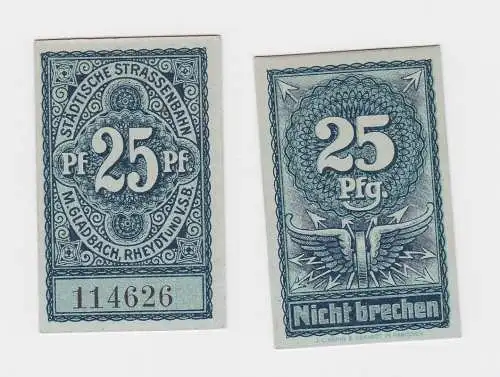 STÄDTISCHE STRASSENBAHN
Pf 25 Pf
M.GLADBACH, RHEYDT UND V.S.B.
114626
25
Pfg.
Nicht brechen